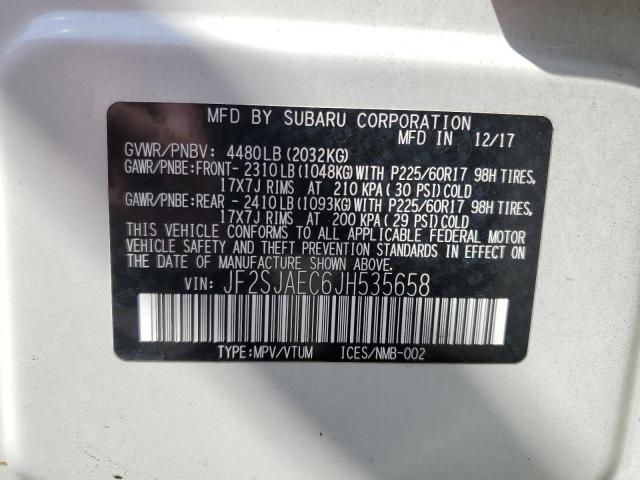 MFD BY SUBARU CORPORATION
MFD IN 12/17
GVWR/PNBV: 4480LB (2032KG)
GAWR/PNBE:FRONT- 2310LB (1048KG) WITH P225/60R17 98H TIRES,
17X7J RIMS AT 210 KPA (30 PSI) COLD
GAWR/PNBE:REAR - 2410LB (1093KG) WITH P225/60R17 98H TIRES,
17X7J RIMS AT 200 KPA (29 PSI) COLD
THIS VEHICLE CONFORMS TO ALL APPLICABLE FEDERAL MOTOR
VEHICLE SAFETY AND THEFT PREVENTION STANDARDS IN EFFECT
ON THE DATE OF MANUFACTURE SHOWN ABOVE.
VIN: JF2SJAEC6JH535658
TYPE:MPV/VTUM ICES/NMB-002